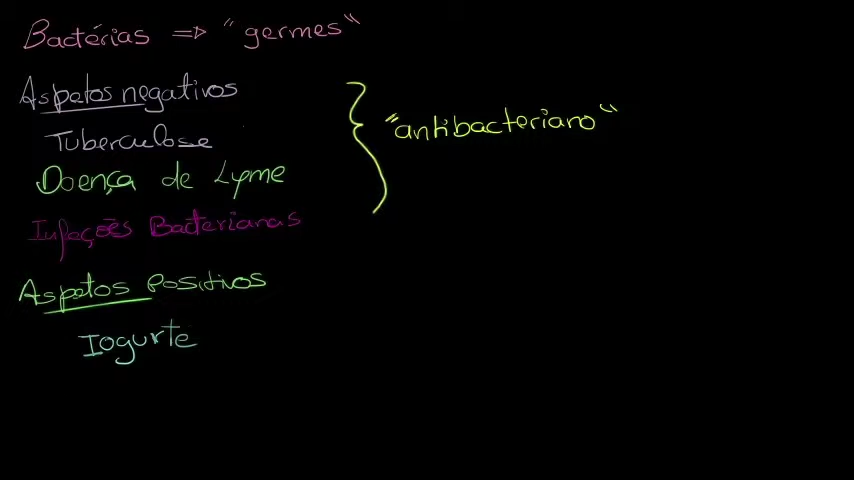 Bactérias => "germes"
Aspetos negativos
Tuberculose
"antibacteriano"
Doença de Lyme
Infeções Bacterianas
Aspetos Positivos
Iogurte